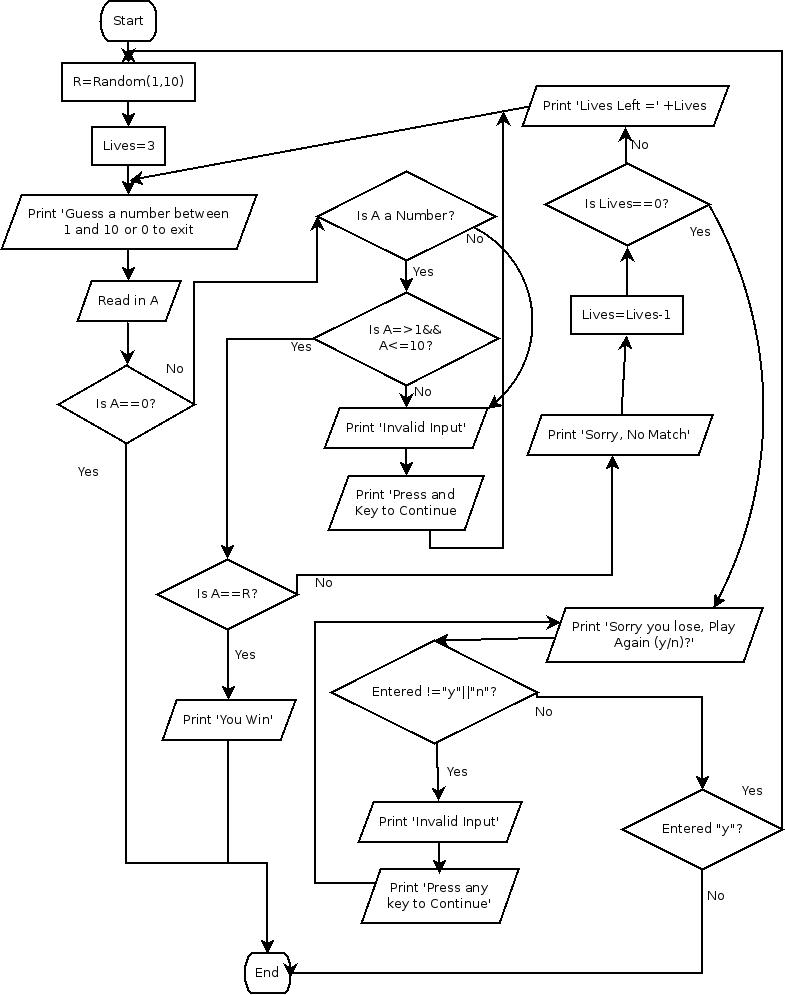 Start
R=Random(1,10)
Lives=3
Print 'Guess a number between
1 and 10 or 0 to exit
Read in A
Is A==0?
No
Yes
Is A a Number?
No
Yes
Is A=>1&&
A<=10?
Yes
No
Print 'Invalid Input'
Print 'Press and
Key to Continue
Print 'Lives Left =' +Lives
No
Is Lives==0?
Yes
Lives=Lives-1
Print 'Sorry, No Match'
Is A==R?
No
Yes
Print 'You Win'
Print 'Sorry you lose, Play
Again (y/n)?'
Entered !="y"||"n"?
No
Yes
Print 'Invalid Input'
Print 'Press any
key to Continue'
Yes
Entered "y"?
No
End